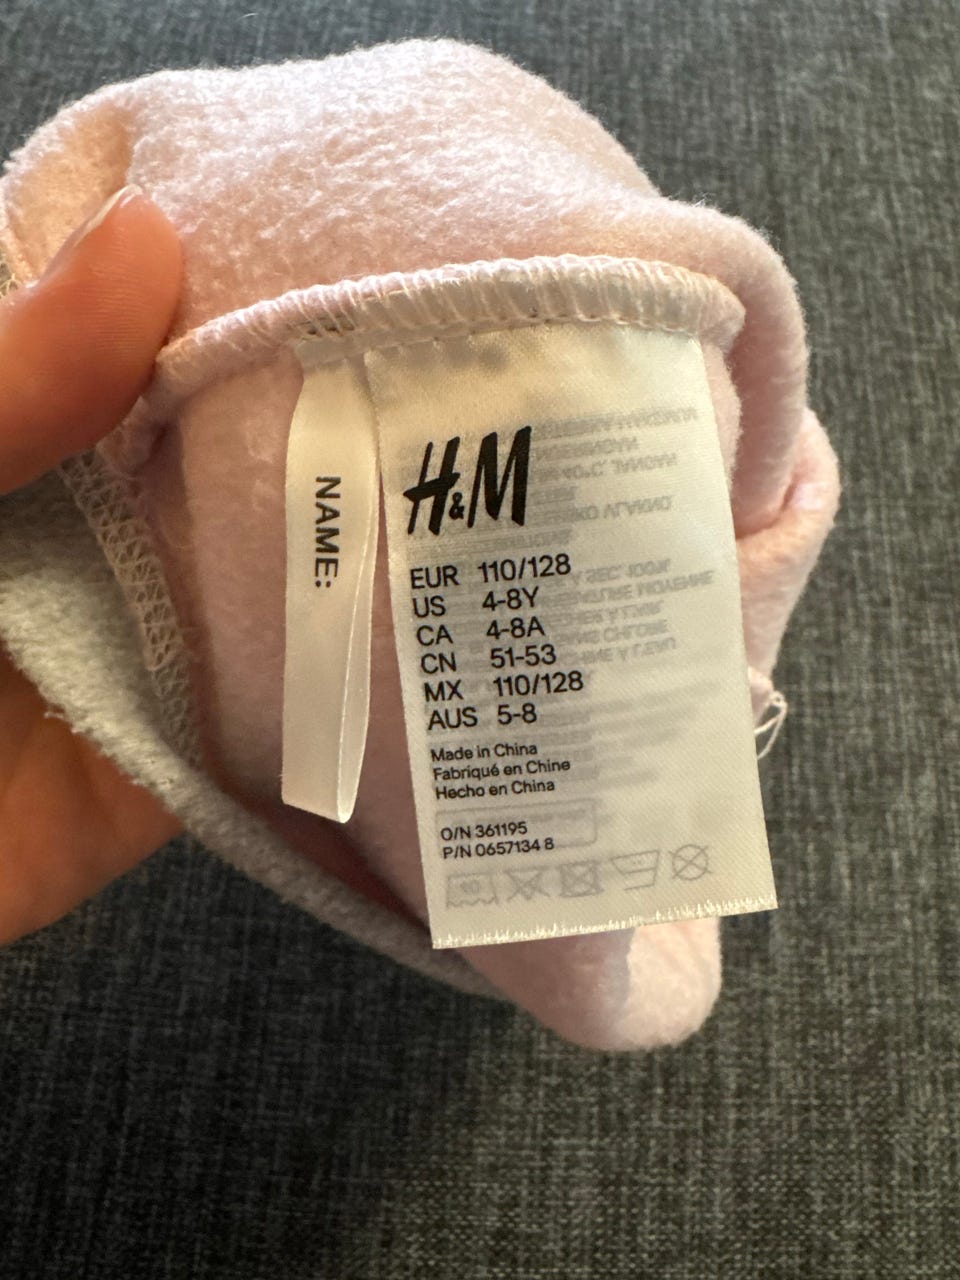 NAME:
H&M
EUR 110/128
US 4-8Y
CA 4-8A
CN 51-53
MX 110/128
AUS 5-8
Made in China
Fabriqué en Chine
Hecho en China
O/N 361195
P/N 0657134 8